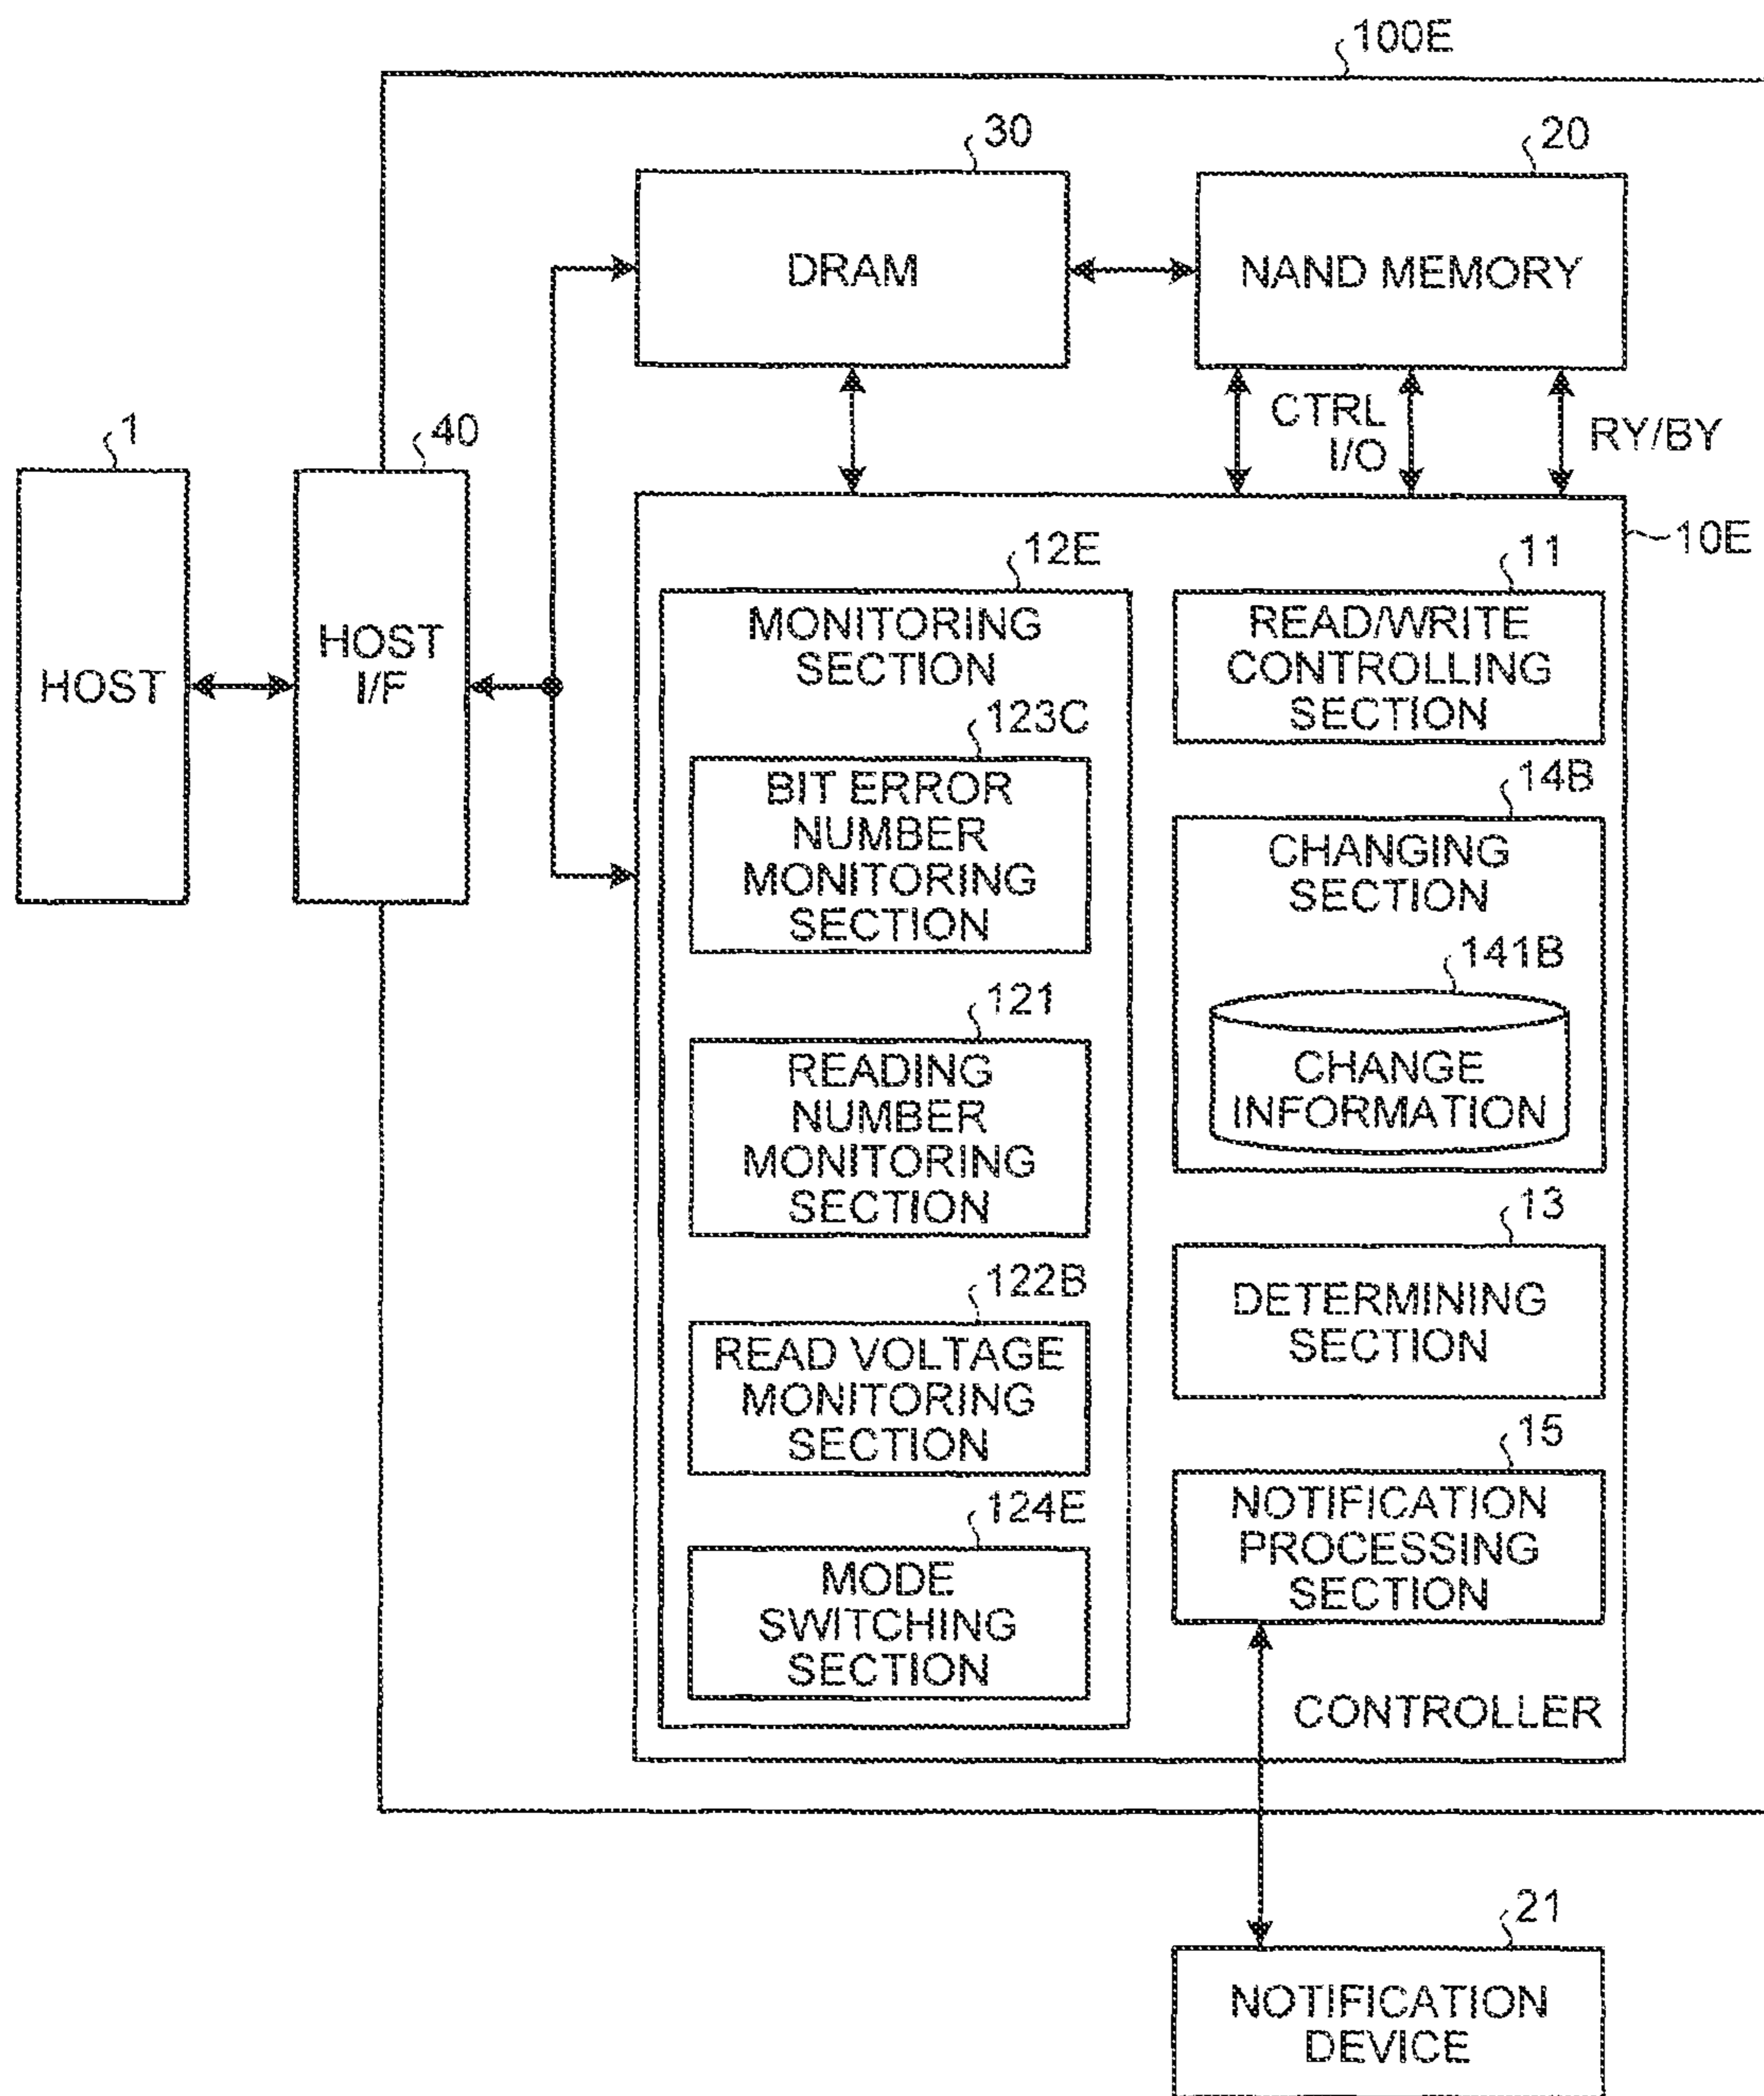 100E
30
20
DRAM
NAND MEMORY
1
40
CTRL
I/O
RY/BY
HOST
HOST
I/F
10E
12E
MONITORING
SECTION
123C
BIT ERROR
NUMBER
MONITORING
SECTION
121
READING
NUMBER
MONITORING
SECTION
122B
READ VOLTAGE
MONITORING
SECTION
124E
MODE
SWITCHING
SECTION
11
READ/WRITE
CONTROLLING
SECTION
14B
CHANGING
SECTION
141B
CHANGE
INFORMATION
13
DETERMINING
SECTION
15
NOTIFICATION
PROCESSING
SECTION
CONTROLLER
21
NOTIFICATION
DEVICE